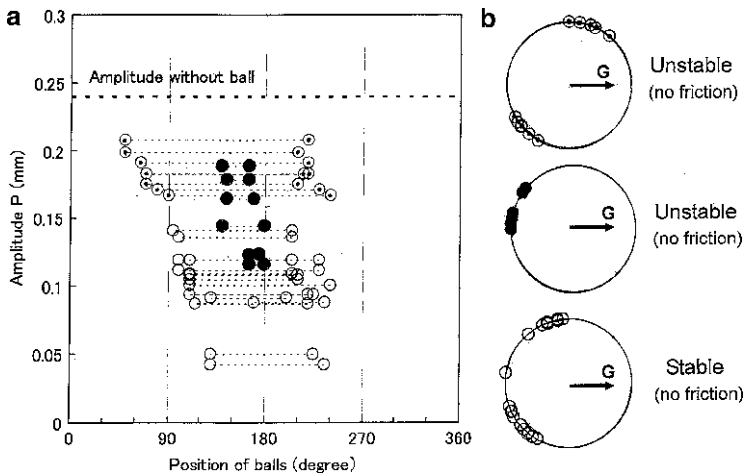 a
b
0.3
0.25
0.2
0.15
0.1
0.05
0
Amplitude P (mm)
Amplitude without ball
0
90
180
270
360
Position of balls (degree)
G
Unstable
(no friction)
G
Unstable
(no friction)
G
Stable
(no friction)